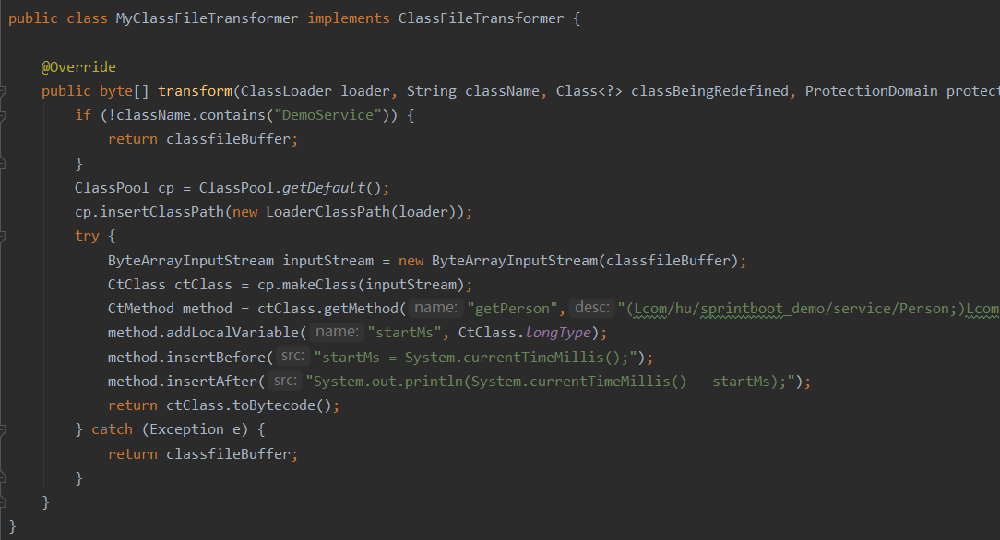 public class MyClassFileTransformer implements ClassFileTransformer {
@Override
public byte[] transform(ClassLoader loader, String className, Class<?> classBeingRedefined, ProtectionDomain protect
if (!className.contains("DemoService")) {
return classfileBuffer;
}
ClassPool cp = ClassPool.getDefault();
cp.insertClassPath(new LoaderClassPath(loader));
try {
ByteArrayInputStream inputStream = new ByteArrayInputStream(classfileBuffer);
CtClass ctClass = cp.makeClass(inputStream);
CtMethod method = ctClass.getMethod( name: "getPerson", desc: "(Lcom/hu/sprintboot_demo/service/Person;)Lcom
method.addLocalVariable( name: "startMs", CtClass.longType);
method.insertBefore( src: "startMs = System.currentTimeMillis();");
method.insertAfter( src: "System.out.println(System.currentTimeMillis() - startMs);");
return ctClass.toBytecode();
} catch (Exception e) {
return classfileBuffer;
}
}
}